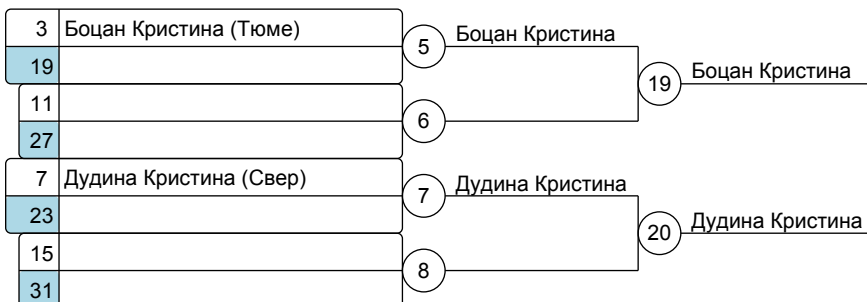 3 Боцан Кристина (Тюме)
5 Боцан Кристина
19
19 Боцан Кристина
11
6
27
7 Дудина Кристина (Свер)
7 Дудина Кристина
23
20 Дудина Кристина
15
8
31